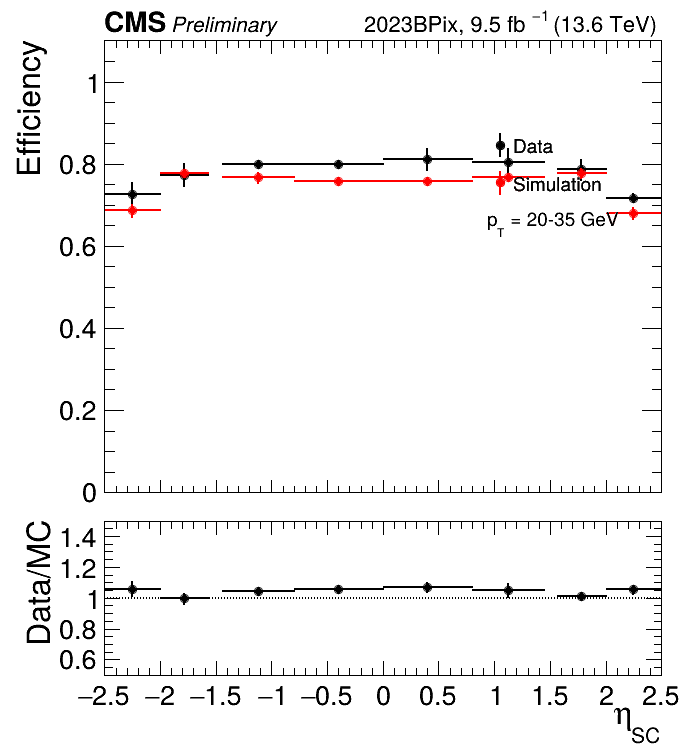 CMS Preliminary 2023BPix, 9.5 fb⁻¹ (13.6 TeV)
Efficiency
1
0.8
0.6
0.4
0.2
0
Data
Simulation
p_T = 20-35 GeV
Data/MC
1.4
1.2
1
0.8
0.6
−2.5 −2 −1.5 −1 −0.5 0 0.5 1 1.5 2 2.5
η_SC